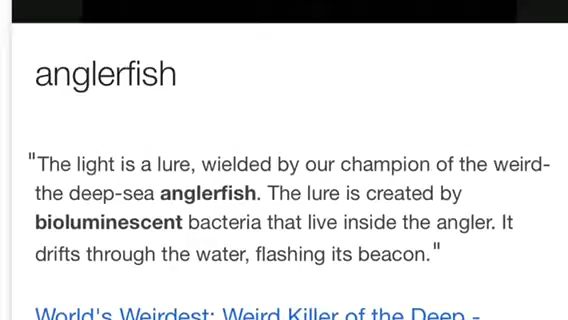 anglerfish
"The light is a lure, wielded by our champion of the weird-
the deep-sea anglerfish. The lure is created by
bioluminescent bacteria that live inside the angler. It
drifts through the water, flashing its beacon."
World's Weirdest: Weird Killer of the Deep -